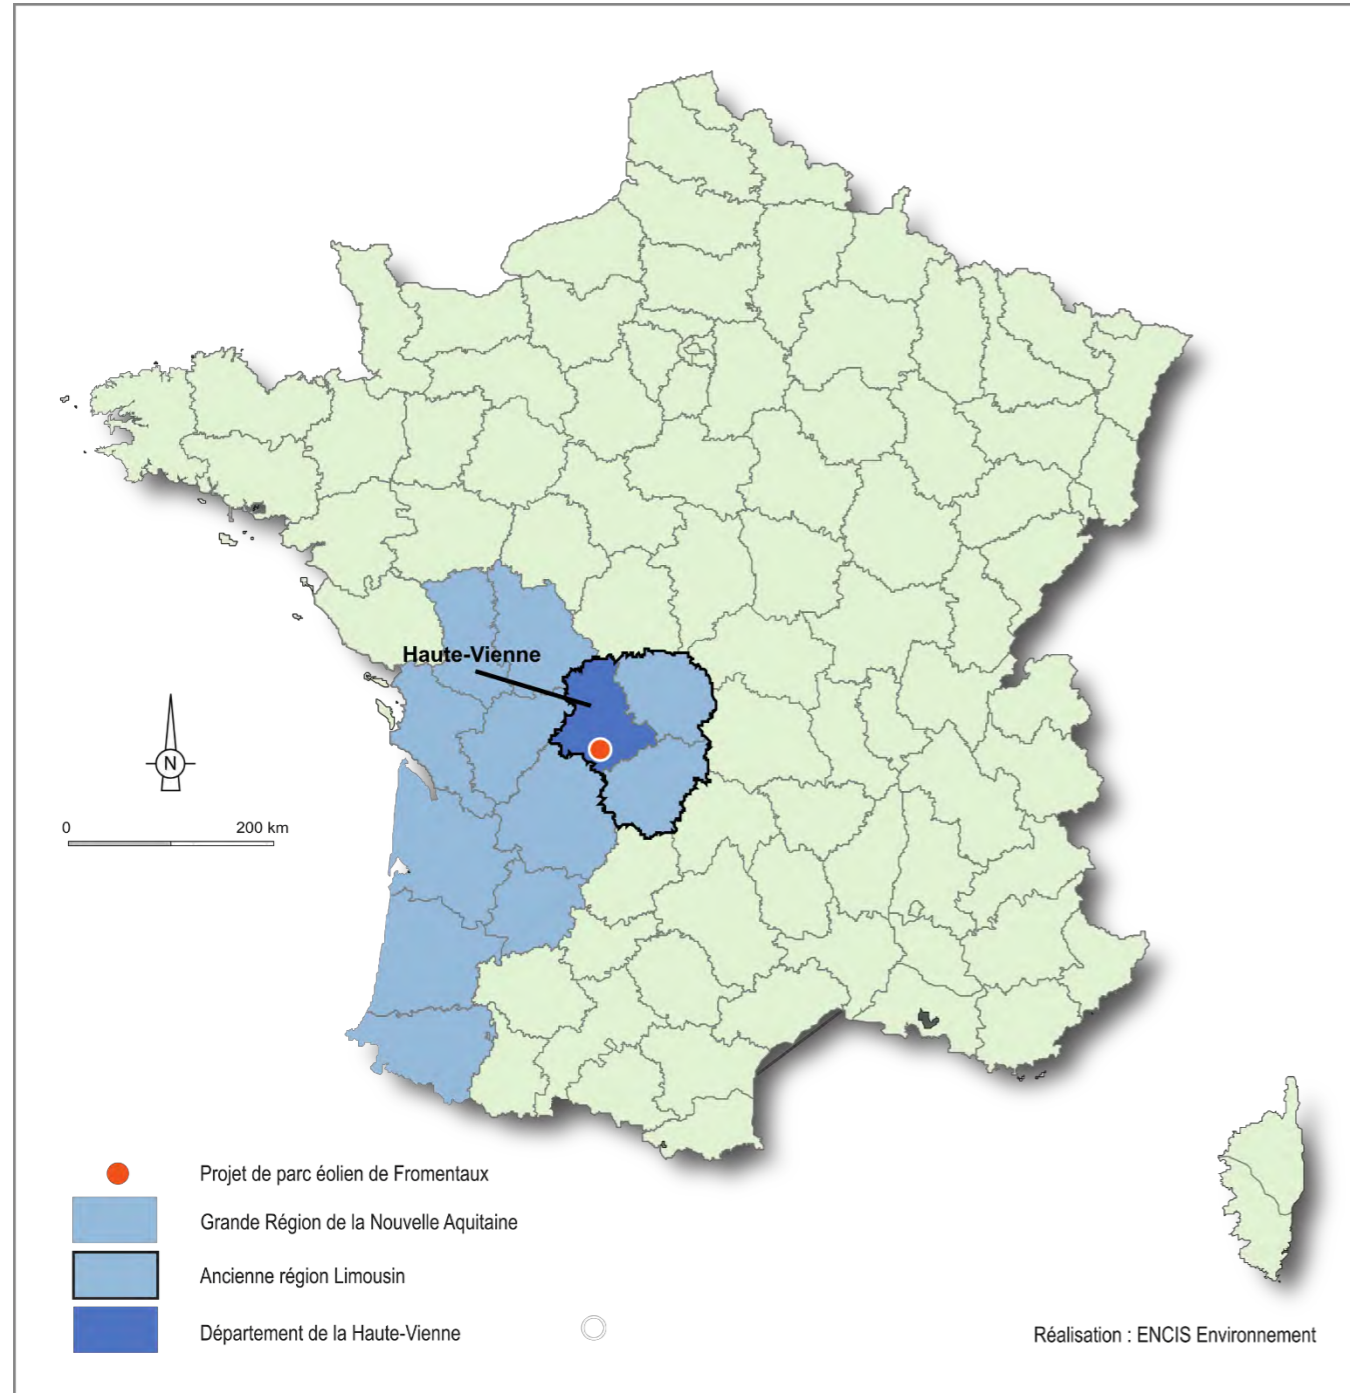 Haute-Vienne
N
0 200 km
Projet de parc éolien de Fromentaux
Grande Région de la Nouvelle Aquitaine
Ancienne région Limousin
Département de la Haute-Vienne
Réalisation : ENCIS Environnement